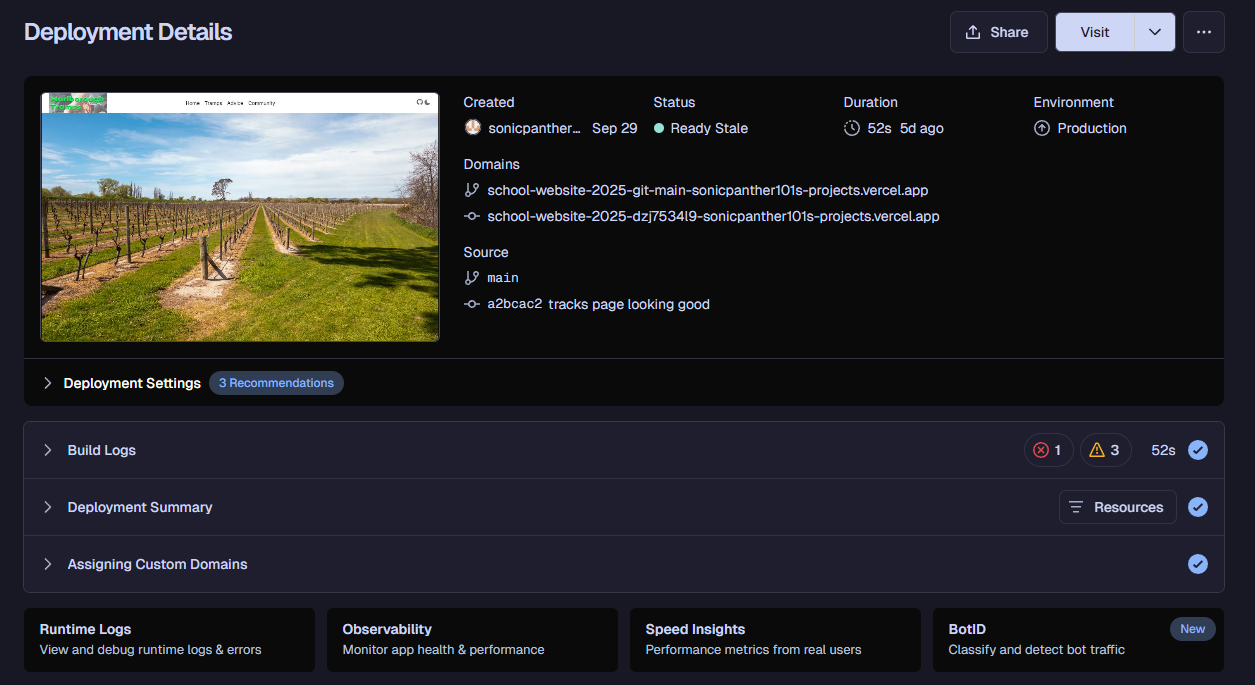 Deployment Details
Share
Visit
Home Tramps Advice Community
Created
sonicpanther... Sep 29
Status
Ready Stale
Duration
52s 5d ago
Environment
Production
Domains
school-website-2025-git-main-sonicpanther101s-projects.vercel.app
school-website-2025-dzj7534l9-sonicpanther101s-projects.vercel.app
Source
main
a2bcac2 tracks page looking good
Deployment Settings 3 Recommendations
Build Logs 1 3 52s
Deployment Summary Resources
Assigning Custom Domains
Runtime Logs
View and debug runtime logs & errors
Observability
Monitor app health & performance
Speed Insights
Performance metrics from real users
BotID New
Classify and detect bot traffic